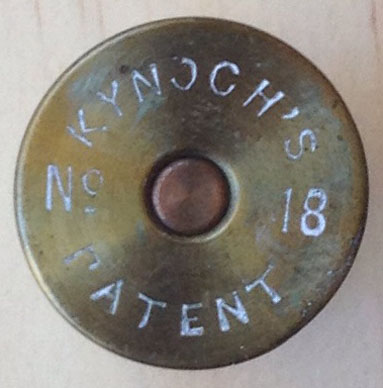 KYNOCH'S
No 18
PATENT